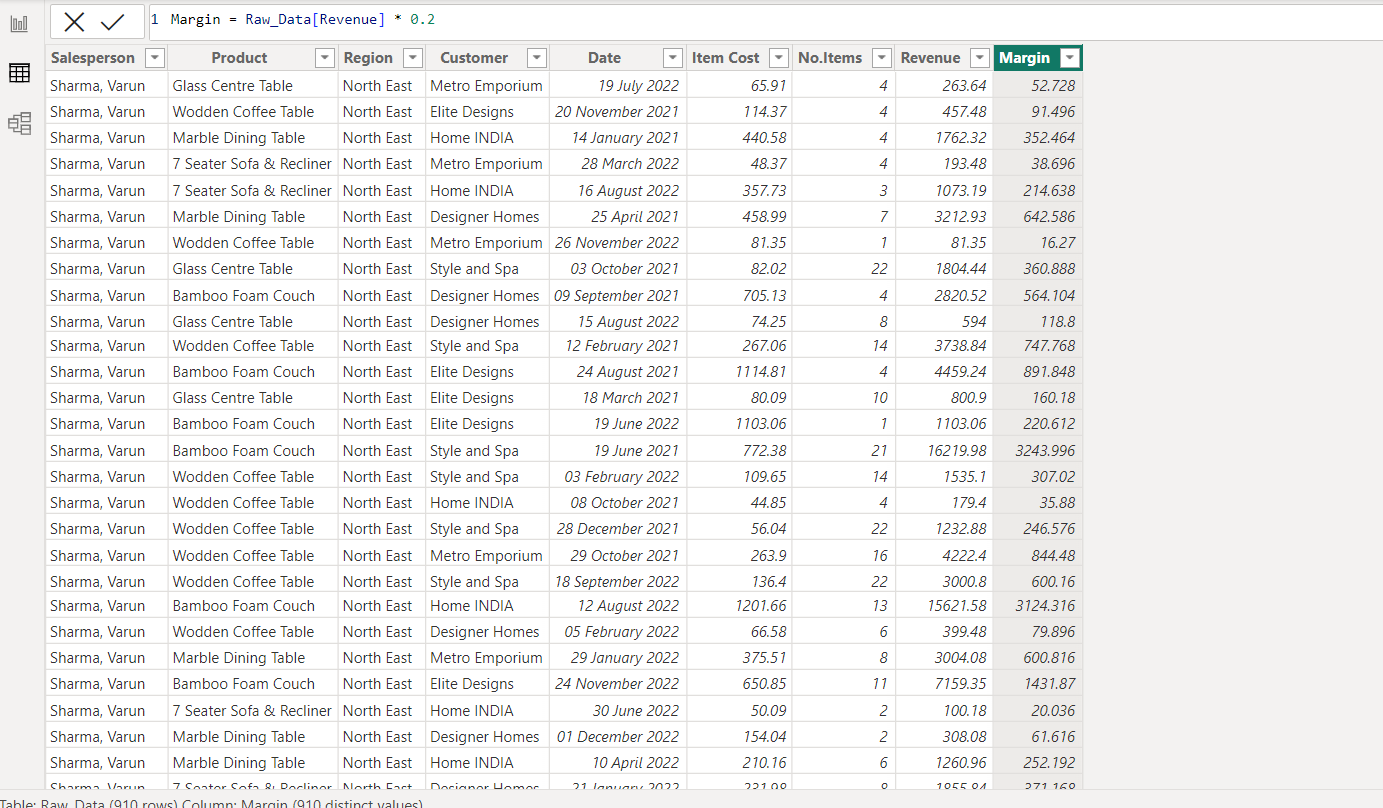 1 Margin = Raw_Data[Revenue] * 0.2
Salesperson Product Region Customer Date Item Cost No.Items Revenue Margin
Sharma, Varun Glass Centre Table North East Metro Emporium 19 July 2022 65.91 4 263.64 52.728
Sharma, Varun Wodden Coffee Table North East Elite Designs 20 November 2021 114.37 4 457.48 91.496
Sharma, Varun Marble Dining Table North East Home INDIA 14 January 2021 440.58 4 1762.32 352.464
Sharma, Varun 7 Seater Sofa & Recliner North East Metro Emporium 28 March 2022 48.37 4 193.48 38.696
Sharma, Varun 7 Seater Sofa & Recliner North East Home INDIA 16 August 2022 357.73 3 1073.19 214.638
Sharma, Varun Marble Dining Table North East Designer Homes 25 April 2021 458.99 7 3212.93 642.586
Sharma, Varun Wodden Coffee Table North East Metro Emporium 26 November 2022 81.35 1 81.35 16.27
Sharma, Varun Glass Centre Table North East Style and Spa 03 October 2021 82.02 22 1804.44 360.888
Sharma, Varun Bamboo Foam Couch North East Designer Homes 09 September 2021 705.13 4 2820.52 564.104
Sharma, Varun Glass Centre Table North East Designer Homes 15 August 2022 74.25 8 594 118.8
Sharma, Varun Wodden Coffee Table North East Style and Spa 12 February 2021 267.06 14 3738.84 747.768
Sharma, Varun Bamboo Foam Couch North East Elite Designs 24 August 2021 1114.81 4 4459.24 891.848
Sharma, Varun Glass Centre Table North East Elite Designs 18 March 2021 80.09 10 800.9 160.18
Sharma, Varun Bamboo Foam Couch North East Elite Designs 19 June 2022 1103.06 1 1103.06 220.612
Sharma, Varun Bamboo Foam Couch North East Style and Spa 19 June 2021 772.38 21 16219.98 3243.996
Sharma, Varun Wodden Coffee Table North East Style and Spa 03 February 2022 109.65 14 1535.1 307.02
Sharma, Varun Wodden Coffee Table North East Home INDIA 08 October 2021 44.85 4 179.4 35.88
Sharma, Varun Wodden Coffee Table North East Style and Spa 28 December 2021 56.04 22 1232.88 246.576
Sharma, Varun Wodden Coffee Table North East Metro Emporium 29 October 2021 263.9 16 4222.4 844.48
Sharma, Varun Wodden Coffee Table North East Style and Spa 18 September 2022 136.4 22 3000.8 600.16
Sharma, Varun Bamboo Foam Couch North East Home INDIA 12 August 2022 1201.66 13 15621.58 3124.316
Sharma, Varun Wodden Coffee Table North East Designer Homes 05 February 2022 66.58 6 399.48 79.896
Sharma, Varun Marble Dining Table North East Metro Emporium 29 January 2022 375.51 8 3004.08 600.816
Sharma, Varun Bamboo Foam Couch North East Elite Designs 24 November 2022 650.85 11 7159.35 1431.87
Sharma, Varun 7 Seater Sofa & Recliner North East Home INDIA 30 June 2022 50.09 2 100.18 20.036
Sharma, Varun Marble Dining Table North East Designer Homes 01 December 2022 154.04 2 308.08 61.616
Sharma, Varun Marble Dining Table North East Home INDIA 10 April 2022 210.16 6 1260.96 252.192
Sharma, Varun 7 Seater Sofa & Recliner North East Designer Homes 21 January 2022 231.98 8 1855.84 371.168
Table: Raw_Data (910 rows) Column: Margin (910 distinct values)